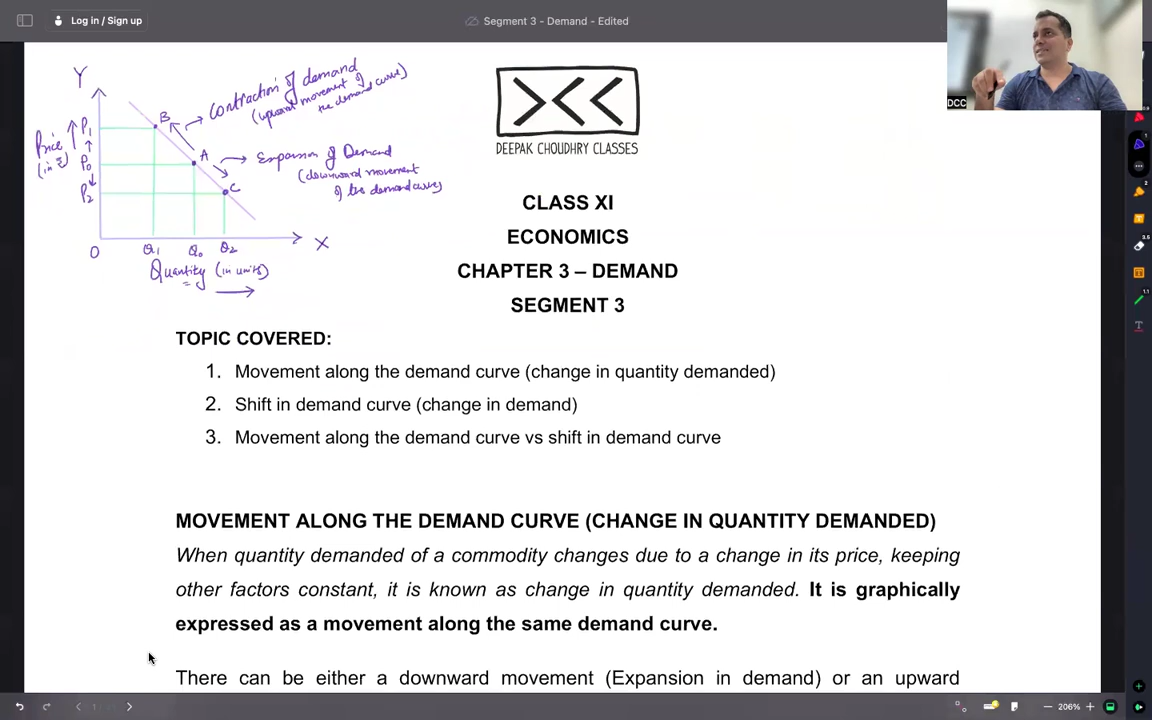 Log in / Sign up
Segment 3 - Demand - Edited
DCC
Y
Contraction of demand
(upward movement of
the demand curve)
B
Price
(in ₹)
P1
P0
P2
A
Expansion of Demand
(downward movement
of the demand curve)
C
O
Q1
Q0
Q2
X
Quantity (in units)
DEEPAK CHOUDHRY CLASSES
CLASS XI
ECONOMICS
CHAPTER 3 – DEMAND
SEGMENT 3
TOPIC COVERED:
1. Movement along the demand curve (change in quantity demanded)
2. Shift in demand curve (change in demand)
3. Movement along the demand curve vs shift in demand curve
MOVEMENT ALONG THE DEMAND CURVE (CHANGE IN QUANTITY DEMANDED)
When quantity demanded of a commodity changes due to a change in its price, keeping
other factors constant, it is known as change in quantity demanded. It is graphically
expressed as a movement along the same demand curve.
There can be either a downward movement (Expansion in demand) or an upward
206%